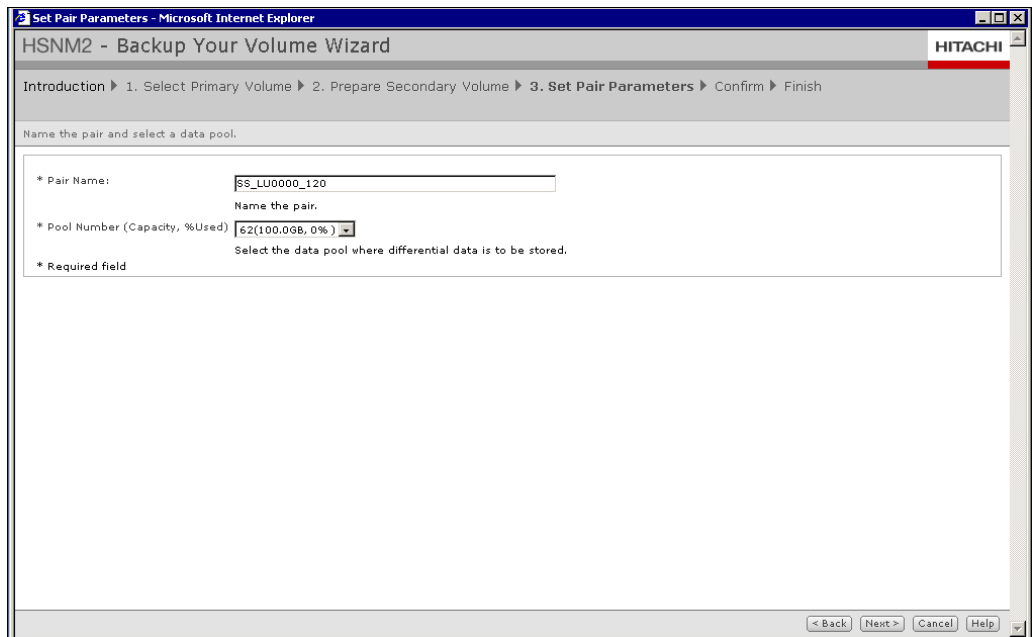 Set Pair Parameters - Microsoft Internet Explorer
HSNM2 - Backup Your Volume Wizard
HITACHI
Introduction 1. Select Primary Volume 2. Prepare Secondary Volume 3. Set Pair Parameters Confirm Finish
Name the pair and select a data pool.
* Pair Name: SS_LU0000_120
Name the pair.
* Pool Number (Capacity, %Used) 62(100.0GB, 0% )
Select the data pool where differential data is to be stored.
* Required field
< Back Next > Cancel Help